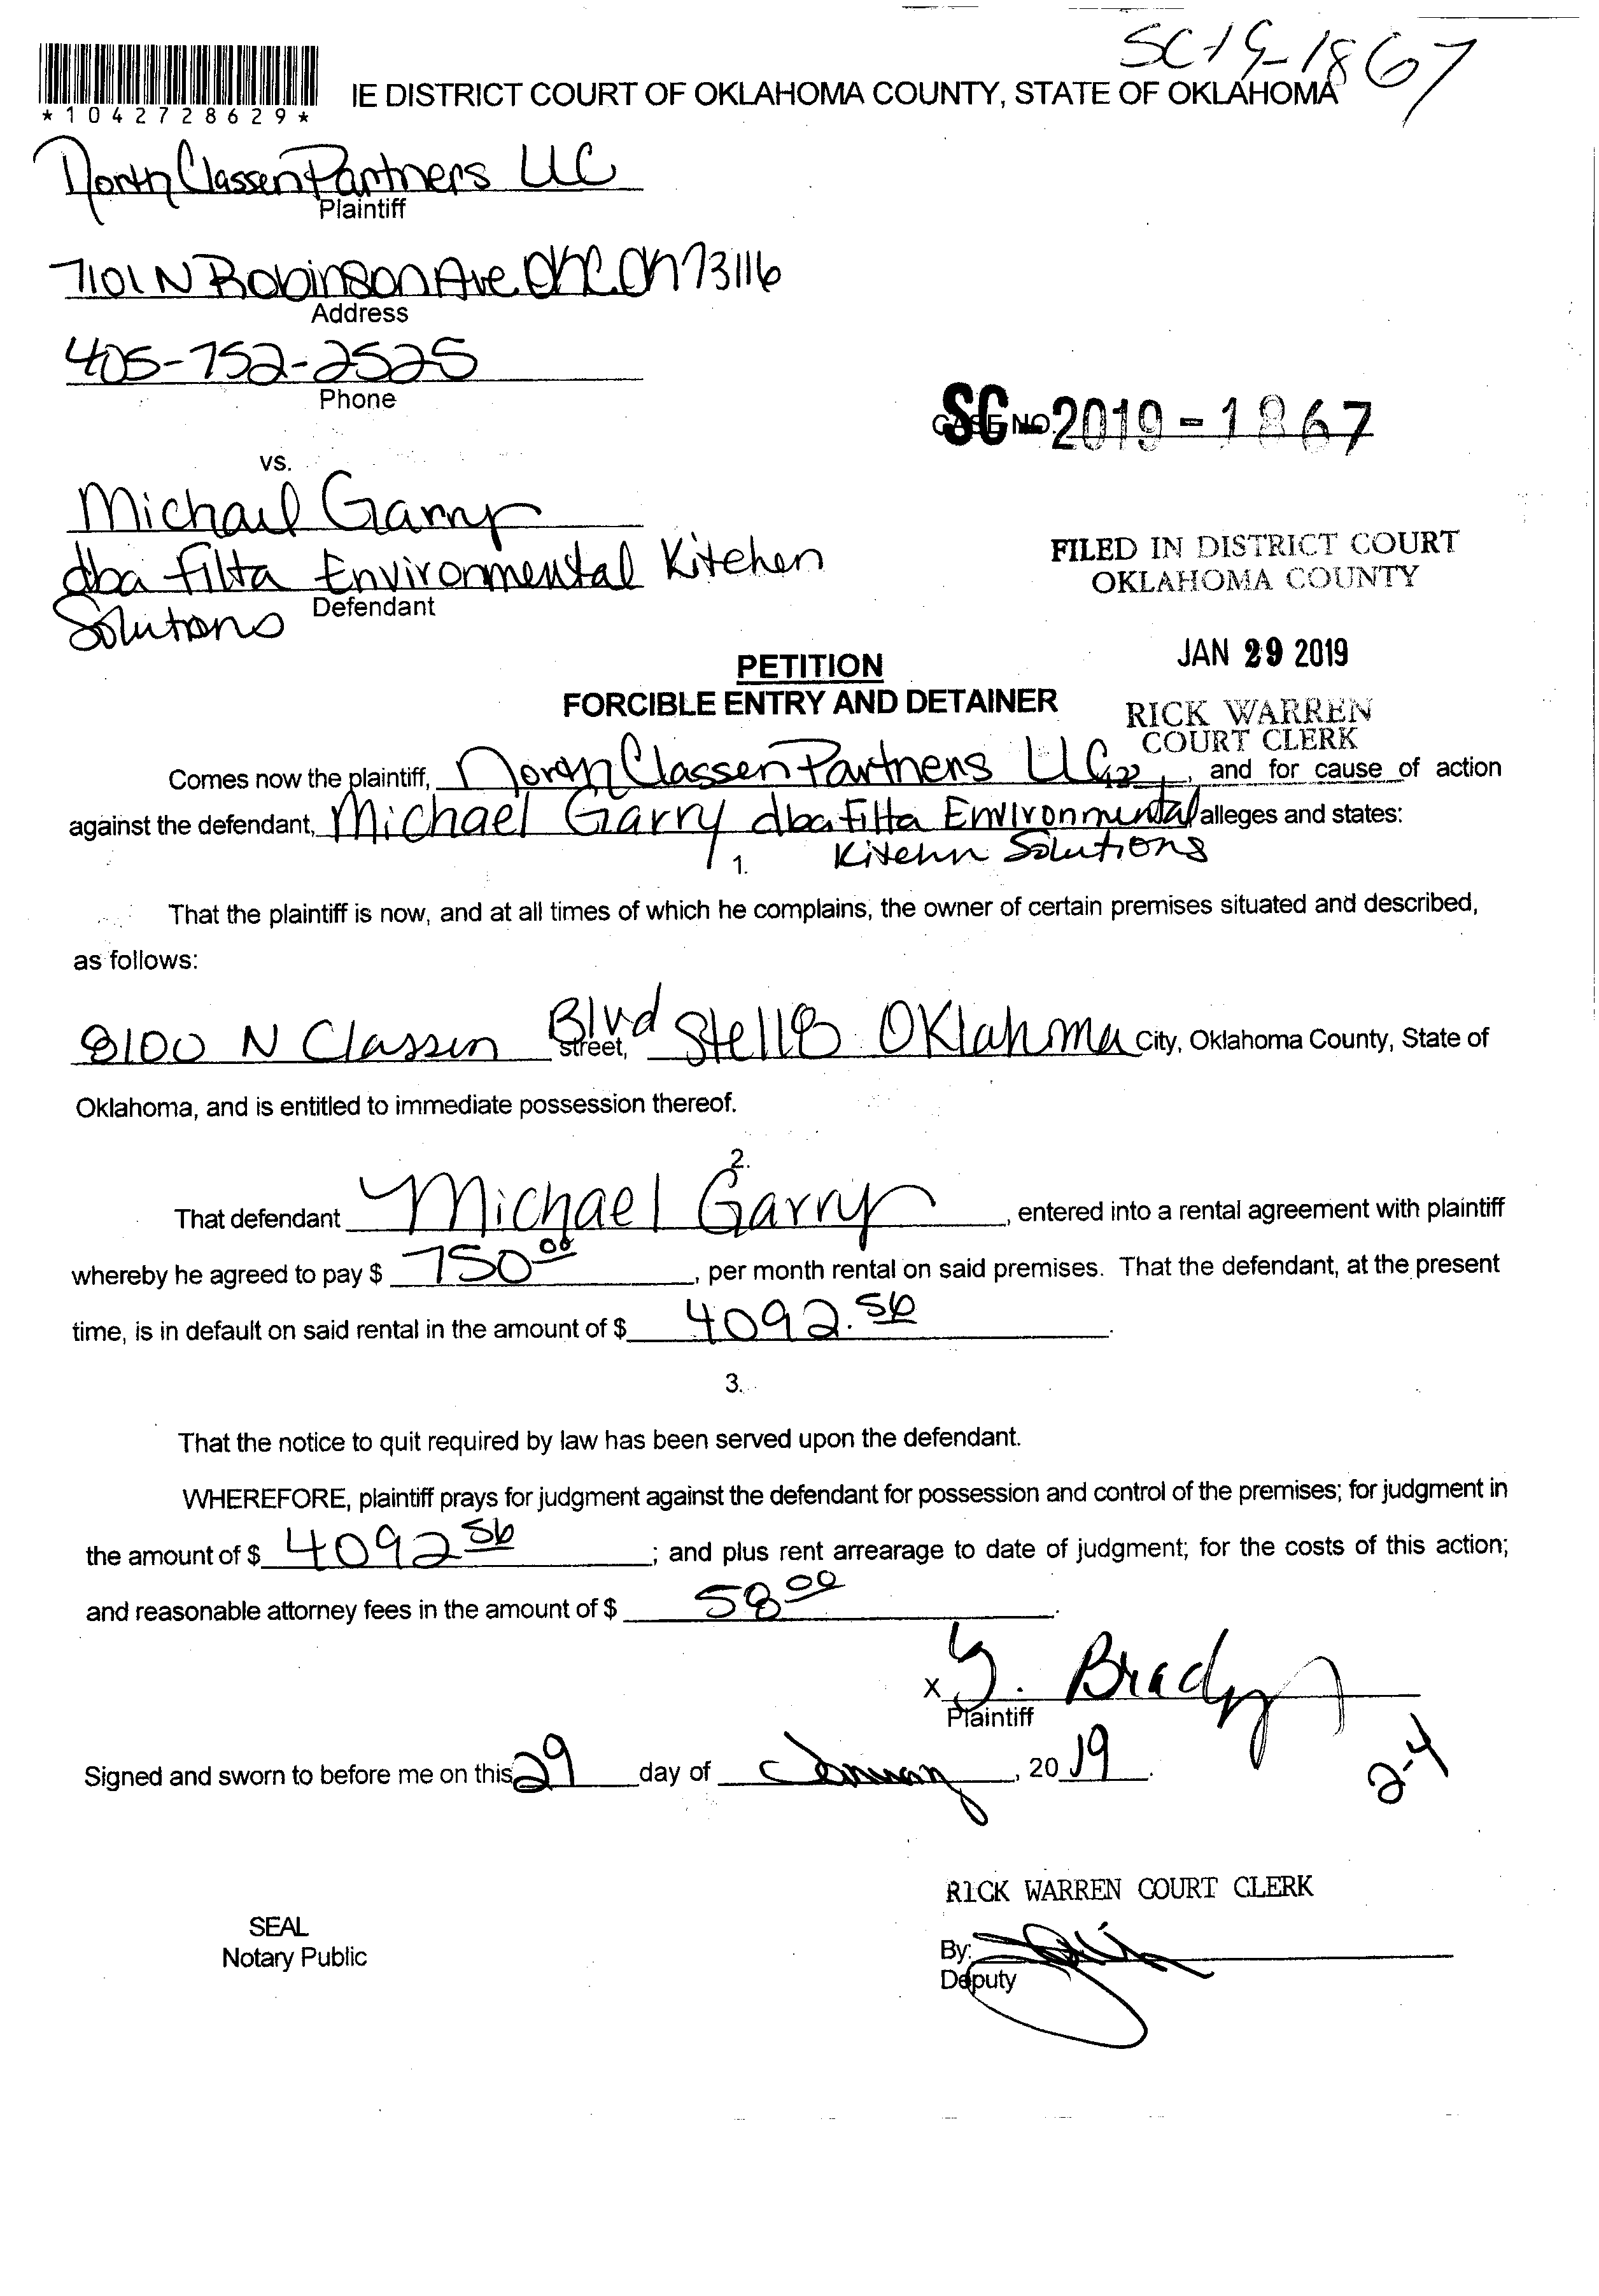 SC-19-1867
*1042728629*
IE DISTRICT COURT OF OKLAHOMA COUNTY, STATE OF OKLAHOMA
North Classen Partners LLC
Plaintiff
7101 N Robinson Ave OKC OK 73116
Address
405-752-2525
Phone
SC CASE NO. 2019-1867
vs.
Michael Garry
dba filta Environmental Kitchen
Solutions
Defendant
FILED IN DISTRICT COURT
OKLAHOMA COUNTY
JAN 29 2019
PETITION
FORCIBLE ENTRY AND DETAINER
RICK WARREN
COURT CLERK
Comes now the plaintiff, North Classen Partners LLC, and for cause of action
against the defendant, Michael Garry dba Filta Environmental alleges and states:
Kitchn Solutions
1.
That the plaintiff is now, and at all times of which he complains, the owner of certain premises situated and described,
as follows:
8100 N Classen Blvd Street, Oklahoma City, Oklahoma County, State of
Oklahoma, and is entitled to immediate possession thereof.
2.
That defendant Michael Garry, entered into a rental agreement with plaintiff
whereby he agreed to pay $ 750.00, per month rental on said premises. That the defendant, at the present
time, is in default on said rental in the amount of $ 4092.56.
3.
That the notice to quit required by law has been served upon the defendant.
WHEREFORE, plaintiff prays for judgment against the defendant for possession and control of the premises; for judgment in
the amount of $ 4092 56; and plus rent arrearage to date of judgment; for the costs of this action;
and reasonable attorney fees in the amount of $ 58 00.
X Brady
Plaintiff
Signed and sworn to before me on this 29 day of January, 2019.
2-4
RICK WARREN COURT CLERK
SEAL
Notary Public
By:
Deputy